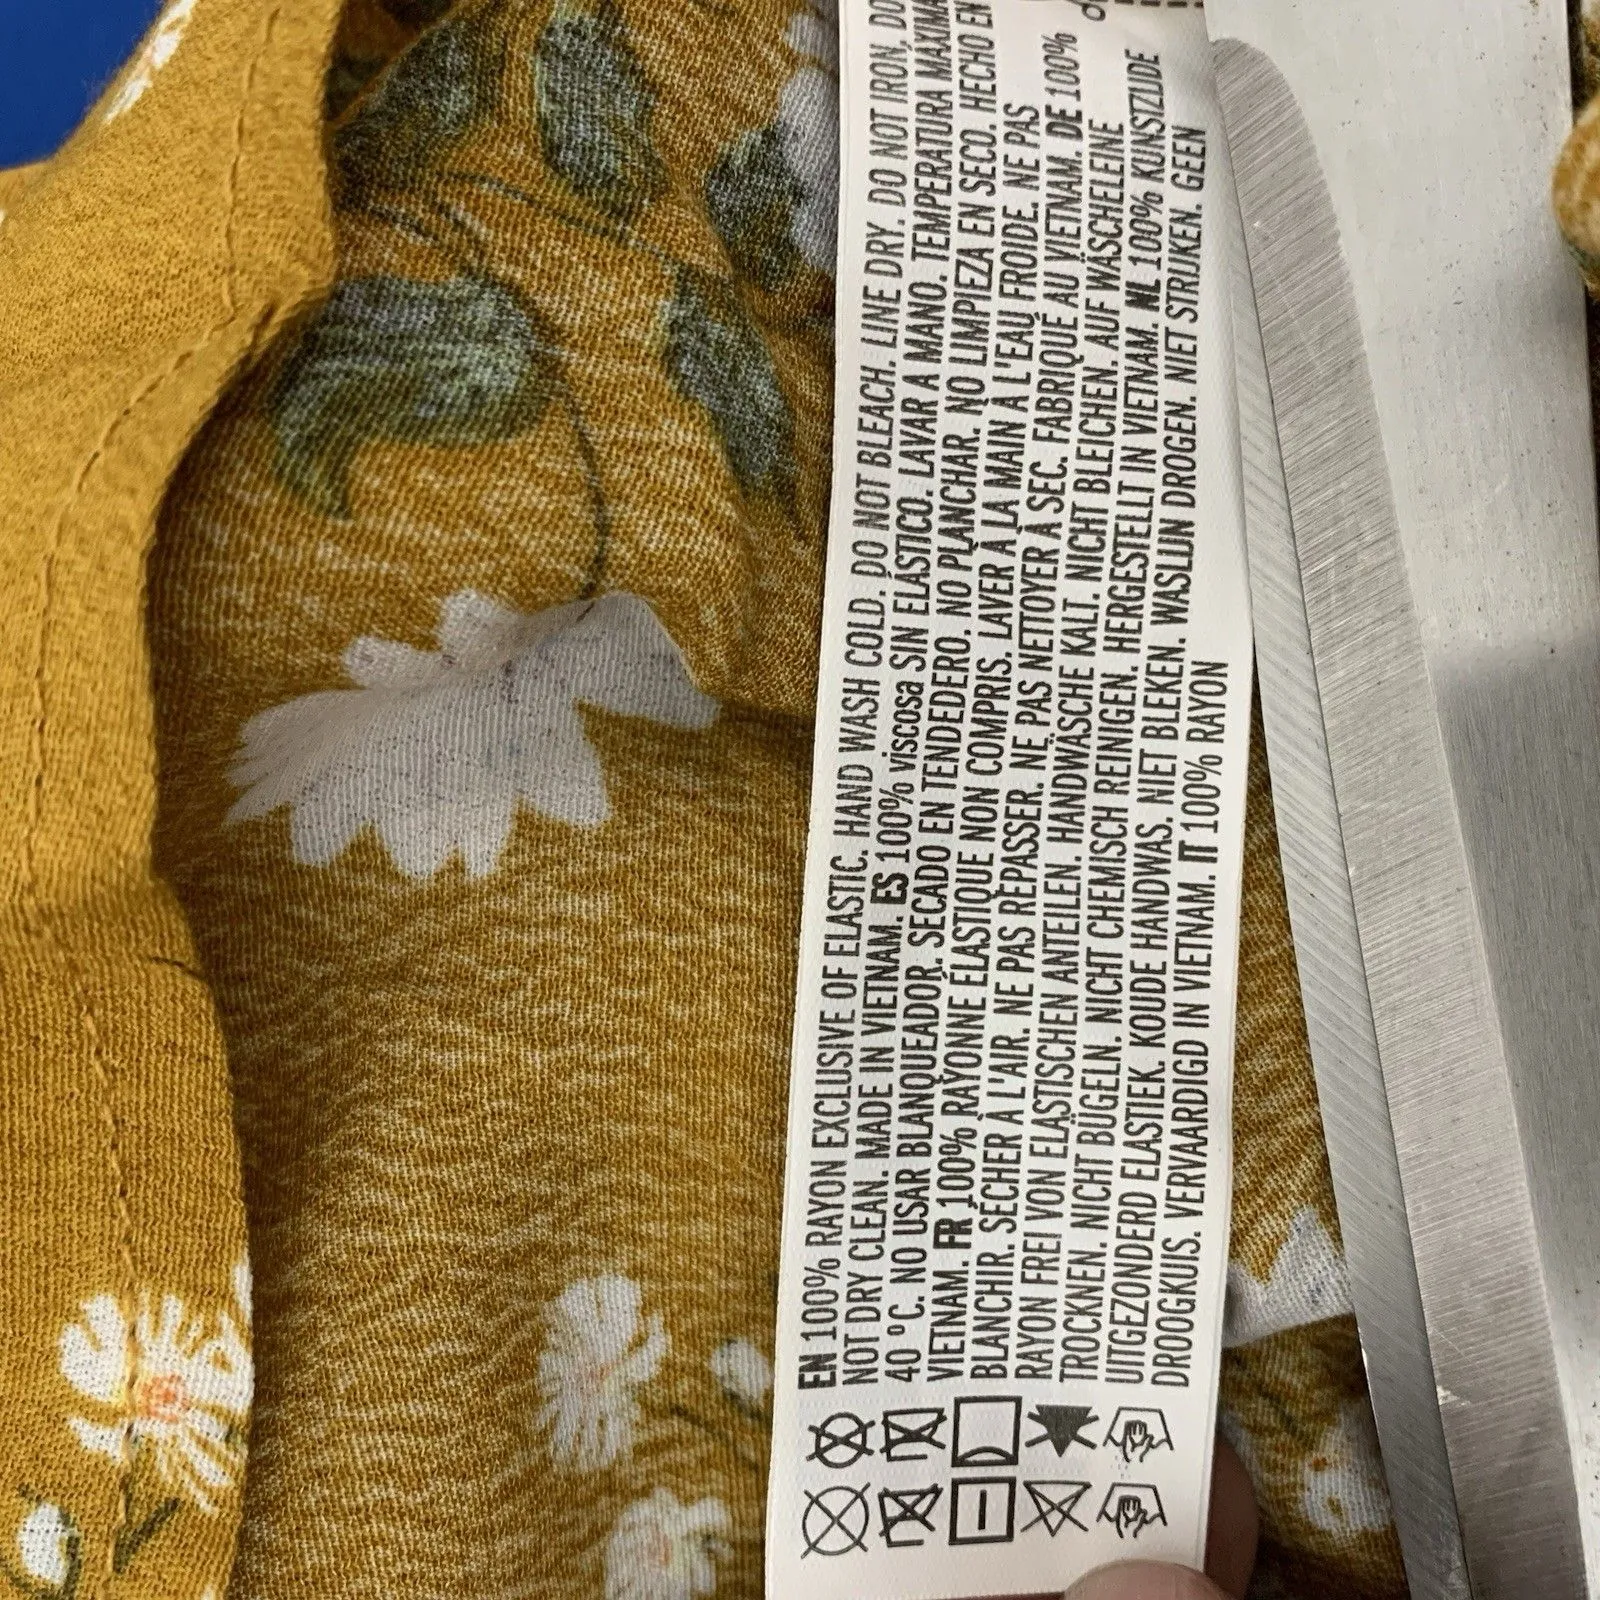 EN 100% RAYON EXCLUSIVE OF ELASTIC. HAND WASH COLD. DO NOT BLEACH. LINE DRY. DO NOT IRON. DO
NOT DRY CLEAN. MADE IN VIETNAM. ES 100% viscosa SIN ELÁSTICO. LAVAR A MANO. TEMPERATURA MÁXIMA
40 °C. NO USAR BLANQUEADOR. SECADO EN TENDEDERO. NO PLANCHAR. NO LIMPIEZA EN SECO. HECHO EN
VIETNAM. FR 100% RAYONNE ÉLASTIQUE NON COMPRIS. LAVER À LA MAIN À L'EAU FROIDE. NE PAS
BLANCHIR. SÉCHER À L'AIR. NE PAS REPASSER. NE PAS NETTOYER À SEC. FABRIQUÉ AU VIETNAM. DE 100%
RAYON FREI VON ELASTISCHEN ANTEILEN. HANDWÄSCHE KALT. NICHT BLEICHEN. AUF WÄSCHELEINE
TROCKNEN. NICHT BÜGELN. NICHT CHEMISCH REINIGEN. HERGESTELLT IN VIETNAM. NL 100% KUNSTZIJDE
UITGEZONDERD ELASTIEK. KOUDE HANDWAS. NIET BLEKEN. WASLIJN DROGEN. NIET STRIJKEN. GEEN
DROOGKUIS. VERVAARDIGD IN VIETNAM. IT 100% RAYON